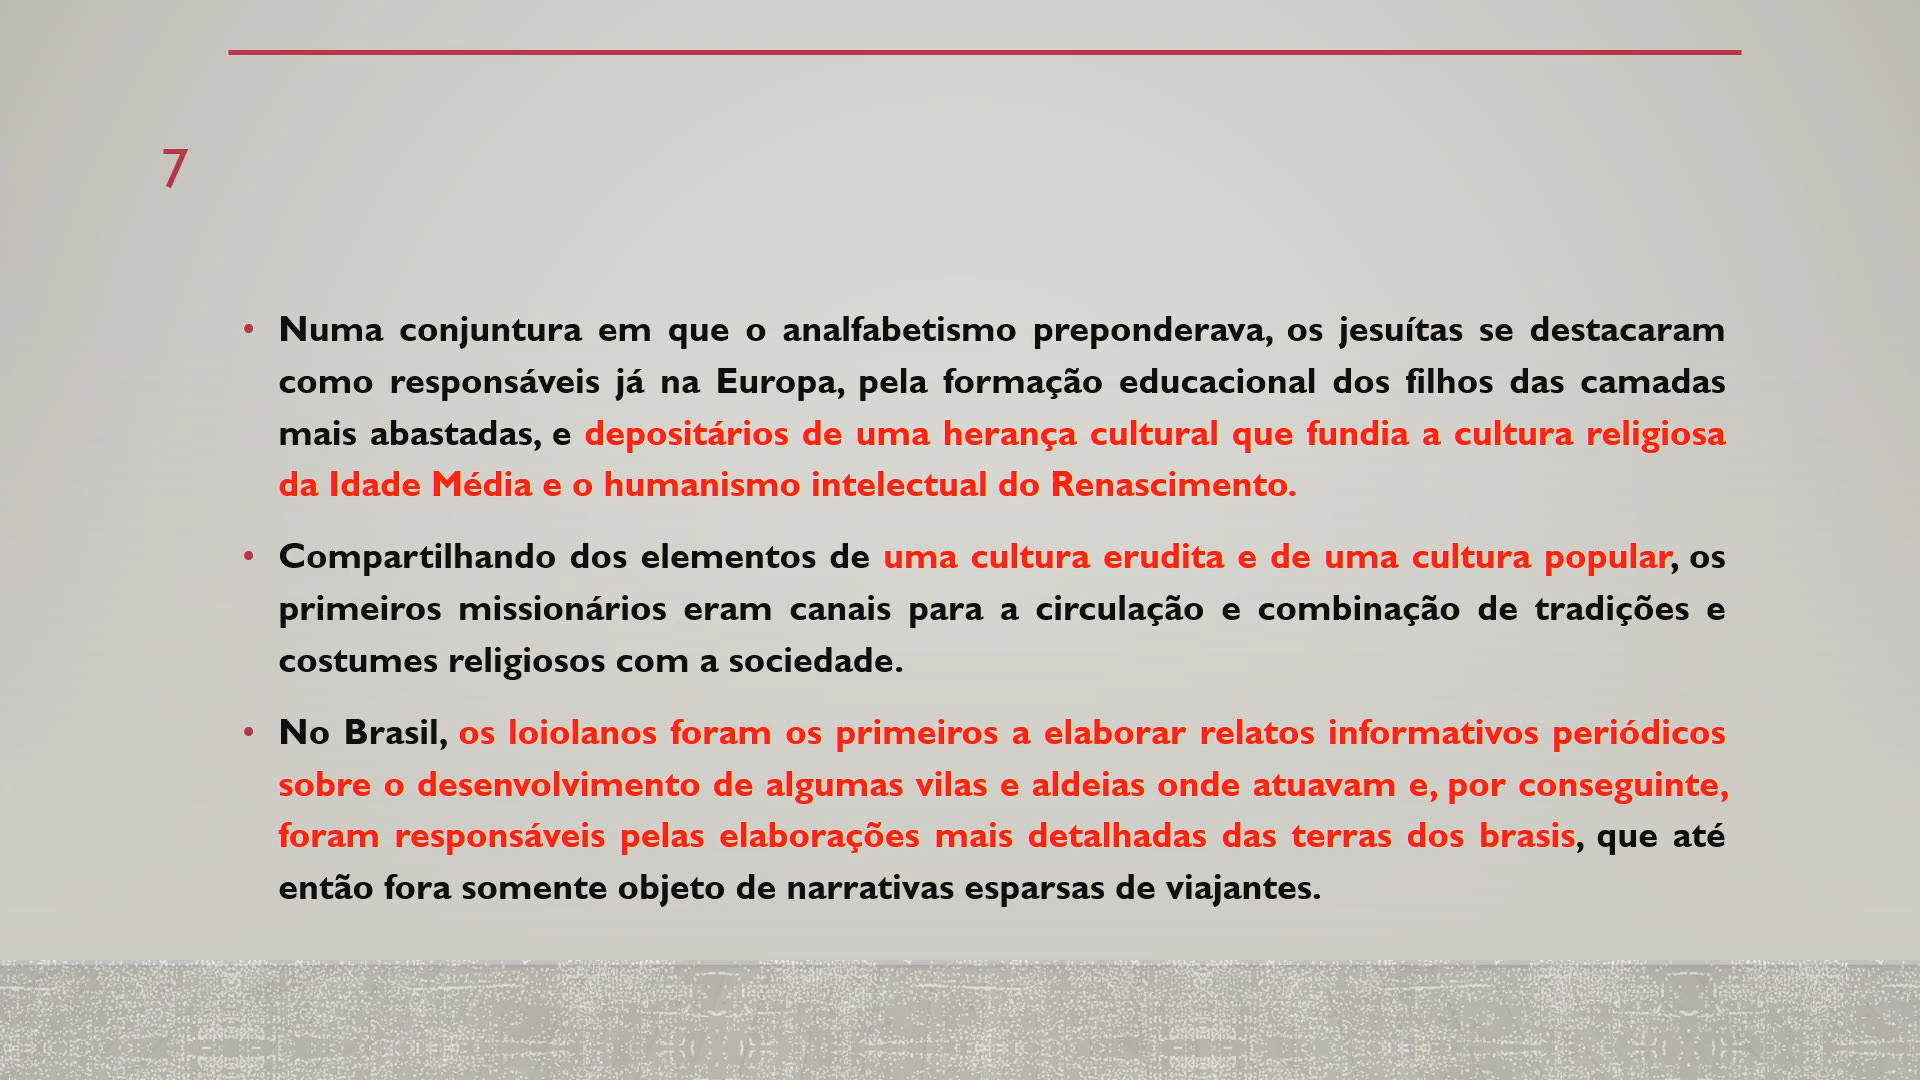 7
• Numa conjuntura em que o analfabetismo preponderava, os jesuítas se destacaram
como responsáveis já na Europa, pela formação educacional dos filhos das camadas
mais abastadas, e depositários de uma herança cultural que fundia a cultura religiosa
da Idade Média e o humanismo intelectual do Renascimento.
• Compartilhando dos elementos de uma cultura erudita e de uma cultura popular, os
primeiros missionários eram canais para a circulação e combinação de tradições e
costumes religiosos com a sociedade.
• No Brasil, os loiolanos foram os primeiros a elaborar relatos informativos periódicos
sobre o desenvolvimento de algumas vilas e aldeias onde atuavam e, por conseguinte,
foram responsáveis pelas elaborações mais detalhadas das terras dos brasis, que até
então fora somente objeto de narrativas esparsas de viajantes.